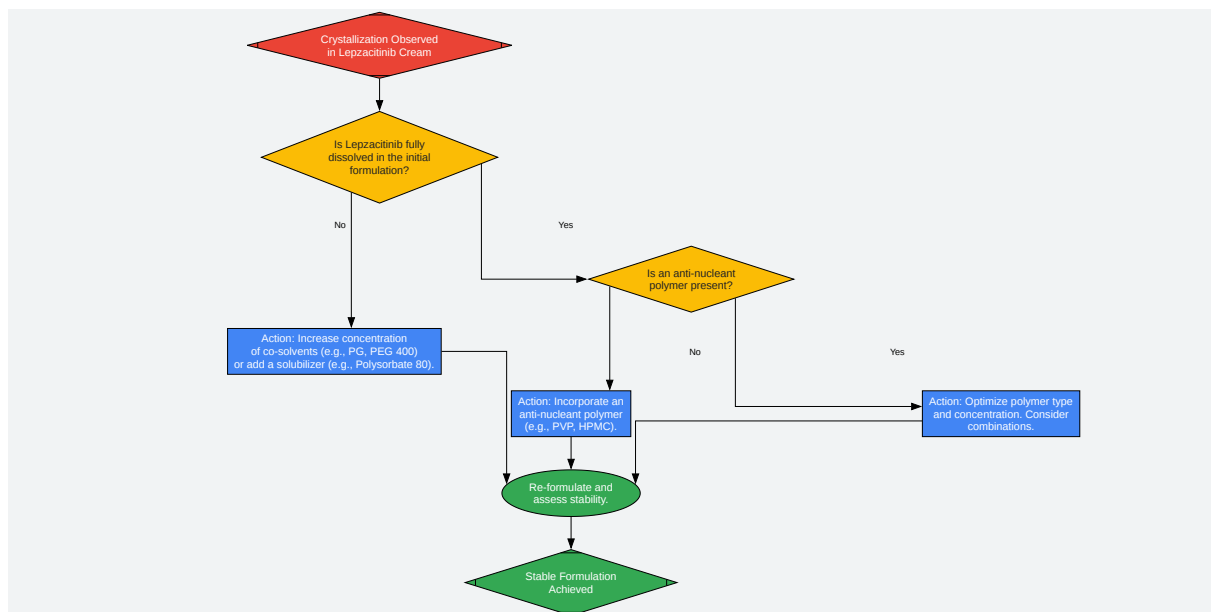 Crystallization Observed
in Lepzacitinib Cream
Is Lepzacitinib fully
dissolved in the initial
formulation?
No
Yes
Is an anti-nucleant
polymer present?
Action: Increase concentration
of co-solvents (e.g., PG, PEG 400)
or add a solubilizer (e.g., Polysorbate 80).
No
Yes
Action: Incorporate an
anti-nucleant polymer
(e.g., PVP, HPMC).
Action: Optimize polymer type
and concentration. Consider
combinations.
Re-formulate and
assess stability.
Stable Formulation
Achieved